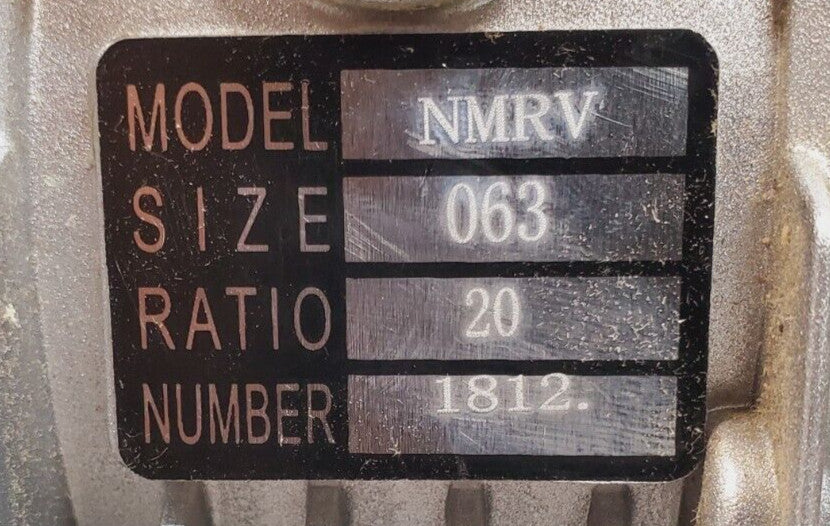 MODEL NMRV
SIZE 063
RATIO 20
NUMBER 1812.